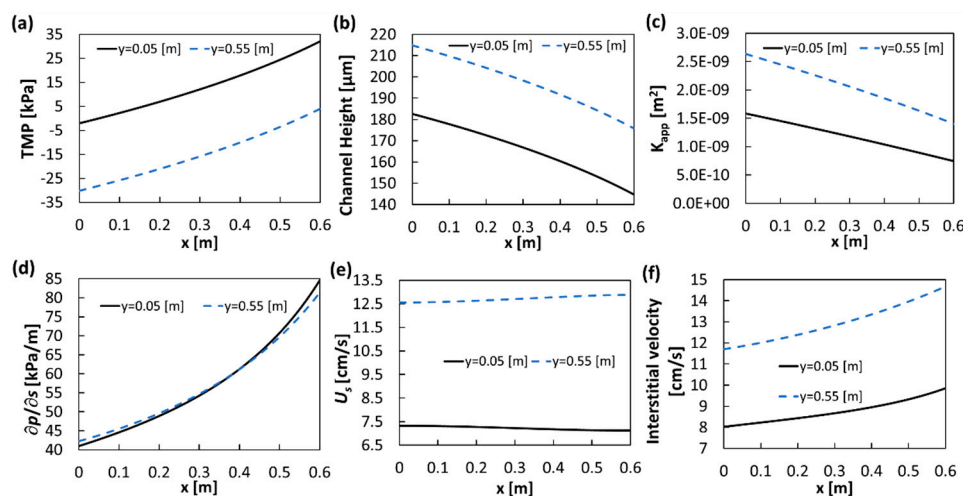 (a)
35
25
15
5
-5
-15
-25
-35
TMP [kPa]
y=0.05 [m] y=0.55 [m]
0 0.1 0.2 0.3 0.4 0.5 0.6
x [m]
(b)
220
210
200
190
180
170
160
150
140
Channel Height [µm]
y=0.05 [m] y=0.55 [m]
0 0.1 0.2 0.3 0.4 0.5 0.6
x [m]
(c)
3.0E-09
2.5E-09
2.0E-09
1.5E-09
1.0E-09
5.0E-10
0.0E+00
Kapp [m²]
y=0.05 [m] y=0.55 [m]
0 0.1 0.2 0.3 0.4 0.5 0.6
x [m]
(d)
85
80
75
70
65
60
55
50
45
40
∂p/∂s [kPa/m]
y=0.05 [m] y=0.55 [m]
0 0.1 0.2 0.3 0.4 0.5 0.6
x [m]
(e)
13.5
12.5
11.5
10.5
9.5
8.5
7.5
6.5
Us [cm/s]
y=0.05 [m] y=0.55 [m]
0 0.1 0.2 0.3 0.4 0.5 0.6
x [m]
(f)
15
14
13
12
11
10
9
8
7
Interstitial velocity
[cm/s]
y=0.05 [m]
y=0.55 [m]
0 0.1 0.2 0.3 0.4 0.5 0.6
x [m]